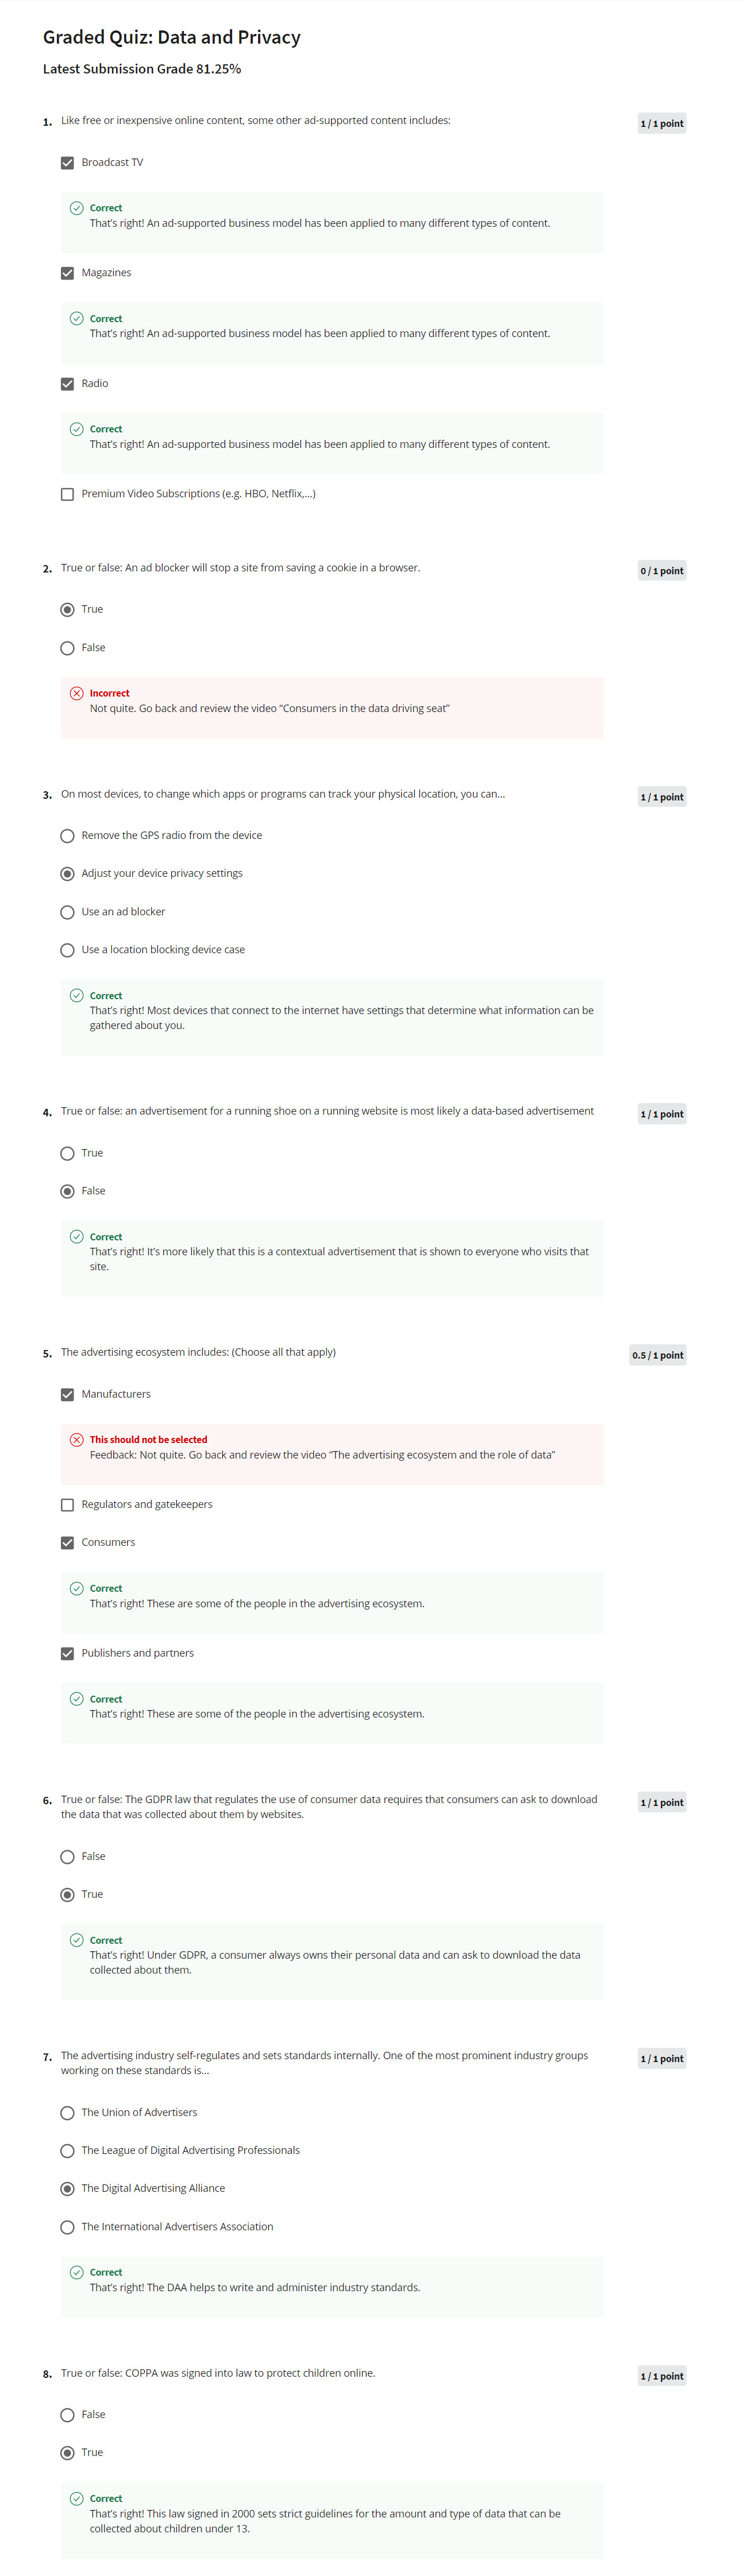 Graded Quiz: Data and Privacy
Latest Submission Grade 81.25%
1. Like free or inexpensive online content, some other ad-supported content includes:
1 / 1 point
Broadcast TV
Correct
That's right! An ad-supported business model has been applied to many different types of content.
Magazines
Correct
That's right! An ad-supported business model has been applied to many different types of content.
Radio
Correct
That's right! An ad-supported business model has been applied to many different types of content.
Premium Video Subscriptions (e.g. HBO, Netflix,...)
2. True or false: An ad blocker will stop a site from saving a cookie in a browser.
0 / 1 point
True
False
Incorrect
Not quite. Go back and review the video “Consumers in the data driving seat”
3. On most devices, to change which apps or programs can track your physical location, you can...
1 / 1 point
Remove the GPS radio from the device
Adjust your device privacy settings
Use an ad blocker
Use a location blocking device case
Correct
That's right! Most devices that connect to the internet have settings that determine what information can be
gathered about you.
4. True or false: an advertisement for a running shoe on a running website is most likely a data-based advertisement
1 / 1 point
True
False
Correct
That's right! It's more likely that this is a contextual advertisement that is shown to everyone who visits that
site.
5. The advertising ecosystem includes: (Choose all that apply)
0.5 / 1 point
Manufacturers
This should not be selected
Feedback: Not quite. Go back and review the video “The advertising ecosystem and the role of data”
Regulators and gatekeepers
Consumers
Correct
That's right! These are some of the people in the advertising ecosystem.
Publishers and partners
Correct
That's right! These are some of the people in the advertising ecosystem.
6. True or false: The GDPR law that regulates the use of consumer data requires that consumers can ask to download
the data that was collected about them by websites.
1 / 1 point
False
True
Correct
That's right! Under GDPR, a consumer always owns their personal data and can ask to download the data
collected about them.
7. The advertising industry self-regulates and sets standards internally. One of the most prominent industry groups
working on these standards is...
1 / 1 point
The Union of Advertisers
The League of Digital Advertising Professionals
The Digital Advertising Alliance
The International Advertisers Association
Correct
That's right! The DAA helps to write and administer industry standards.
8. True or false: COPPA was signed into law to protect children online.
1 / 1 point
False
True
Correct
That's right! This law signed in 2000 sets strict guidelines for the amount and type of data that can be
collected about children under 13.